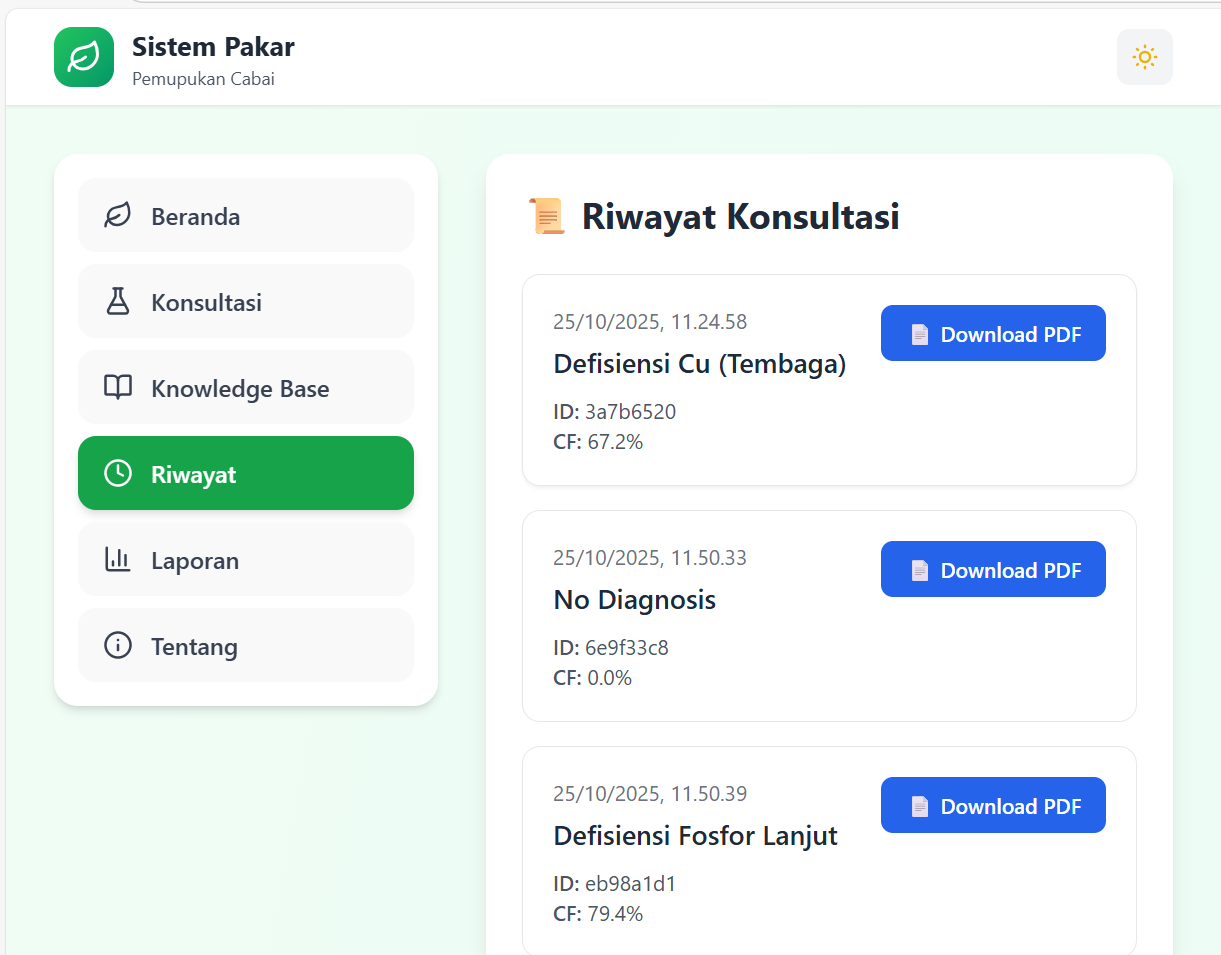 Sistem Pakar
Pemupukan Cabai
Beranda
Konsultasi
Knowledge Base
Riwayat
Laporan
Tentang
Riwayat Konsultasi
25/10/2025, 11.24.58
Defisiensi Cu (Tembaga)
ID: 3a7b6520
CF: 67.2%
Download PDF
25/10/2025, 11.50.33
No Diagnosis
ID: 6e9f33c8
CF: 0.0%
Download PDF
25/10/2025, 11.50.39
Defisiensi Fosfor Lanjut
ID: eb98a1d1
CF: 79.4%
Download PDF